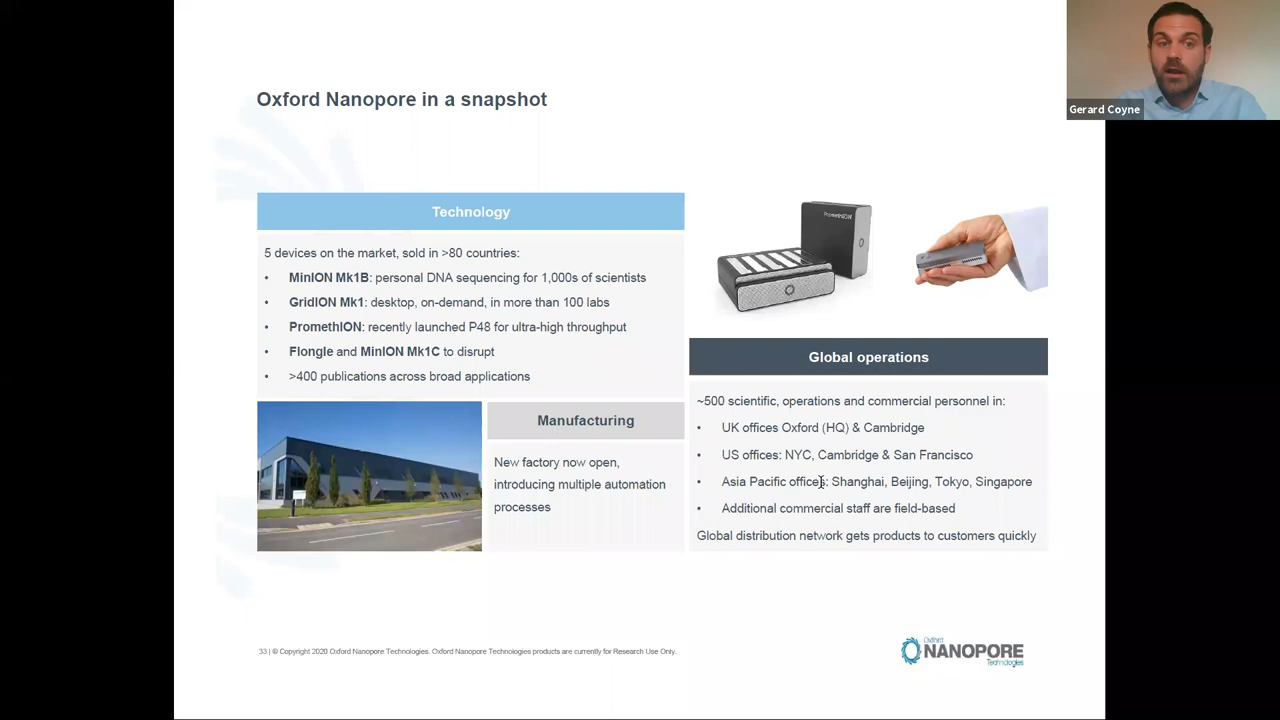 Gerard Coyne
Oxford Nanopore in a snapshot
Technology
5 devices on the market, sold in >80 countries:
• MinION Mk1B: personal DNA sequencing for 1,000s of scientists
• GridION Mk1: desktop, on-demand, in more than 100 labs
• PromethION: recently launched P48 for ultra-high throughput
• Flongle and MinION Mk1C to disrupt
• >400 publications across broad applications
PromethION
Manufacturing
New factory now open,
introducing multiple automation
processes
Global operations
~500 scientific, operations and commercial personnel in:
• UK offices Oxford (HQ) & Cambridge
• US offices: NYC, Cambridge & San Francisco
• Asia Pacific offices: Shanghai, Beijing, Tokyo, Singapore
• Additional commercial staff are field-based
Global distribution network gets products to customers quickly
33 | © Copyright 2020 Oxford Nanopore Technologies. Oxford Nanopore Technologies products are currently for Research Use Only.
Oxford
NANOPORE
Technologies